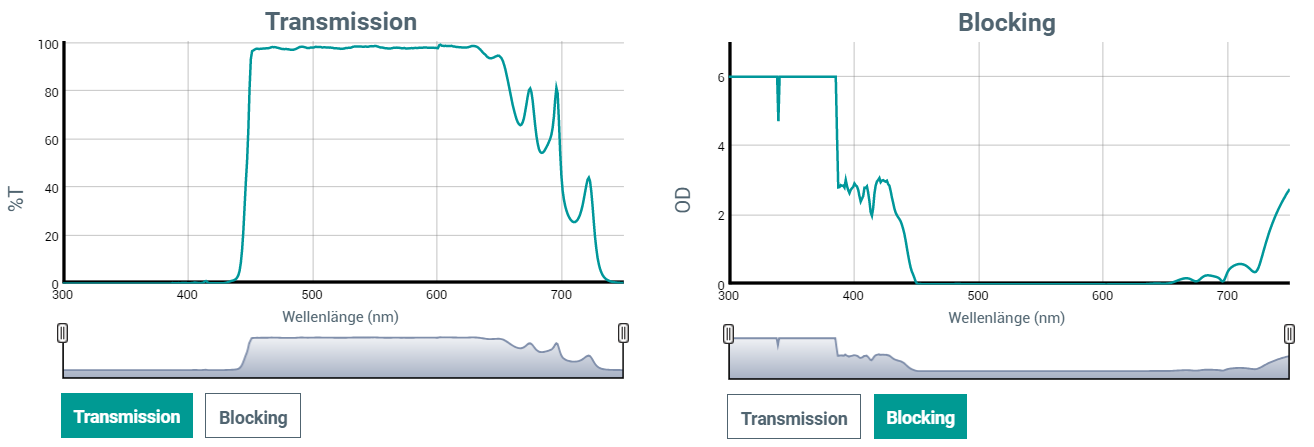 Transmission
100
80
60
40
20
0
%T
300 400 500 600 700
Wellenlänge (nm)
Transmission Blocking
Blocking
6
4
2
0
OD
300 400 500 600 700
Wellenlänge (nm)
Transmission Blocking